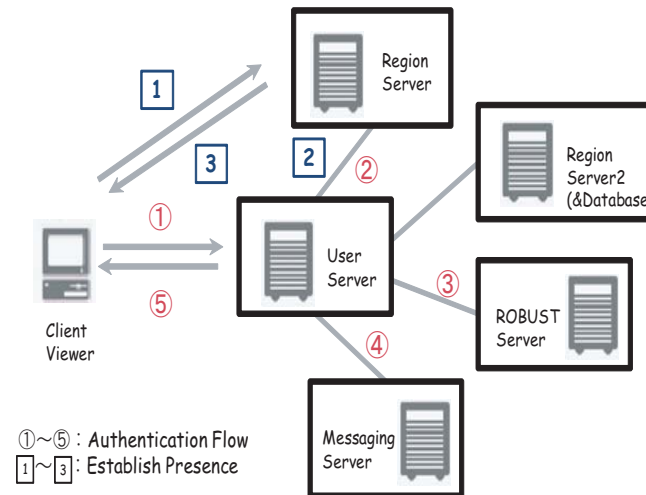 Region
Server
1
3
2
②
Region
Server2
(&Database
①
User
Server
⑤
③
ROBUST
Server
Client
Viewer
④
Messaging
Server
①~⑤ : Authentication Flow
1~3 : Establish Presence